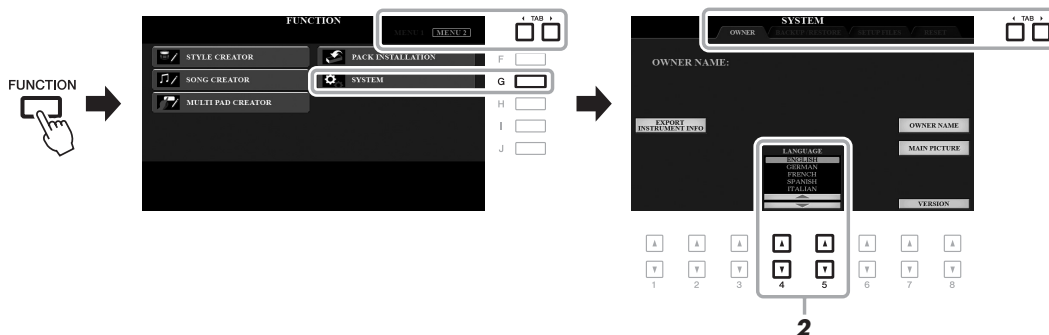 FUNCTION
FUNCTION
MENU 1 MENU 2
TAB
STYLE CREATOR
SONG CREATOR
MULTI PAD CREATOR
PACK INSTALLATION
SYSTEM
F
G
H
I
J
SYSTEM
OWNER BACKUP/RESTORE SETUP FILES RESET
TAB
OWNER NAME:
EXPORT
INSTRUMENT INFO
OWNER NAME
MAIN PICTURE
LANGUAGE
ENGLISH
GERMAN
FRENCH
SPANISH
ITALIAN
VERSION
1 2 3 4 5 6 7 8
2